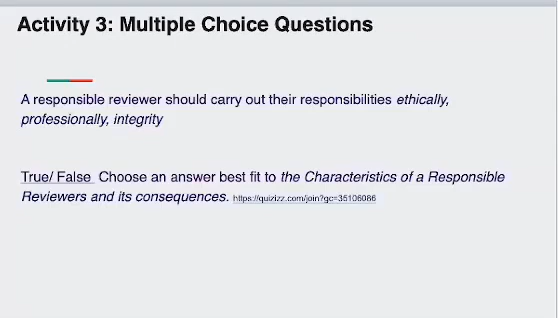 Activity 3: Multiple Choice Questions
A responsible reviewer should carry out their responsibilities ethically,
professionally, integrity
True/ False Choose an answer best fit to the Characteristics of a Responsible
Reviewers and its consequences. https://quizizz.com/join?gc=35106086